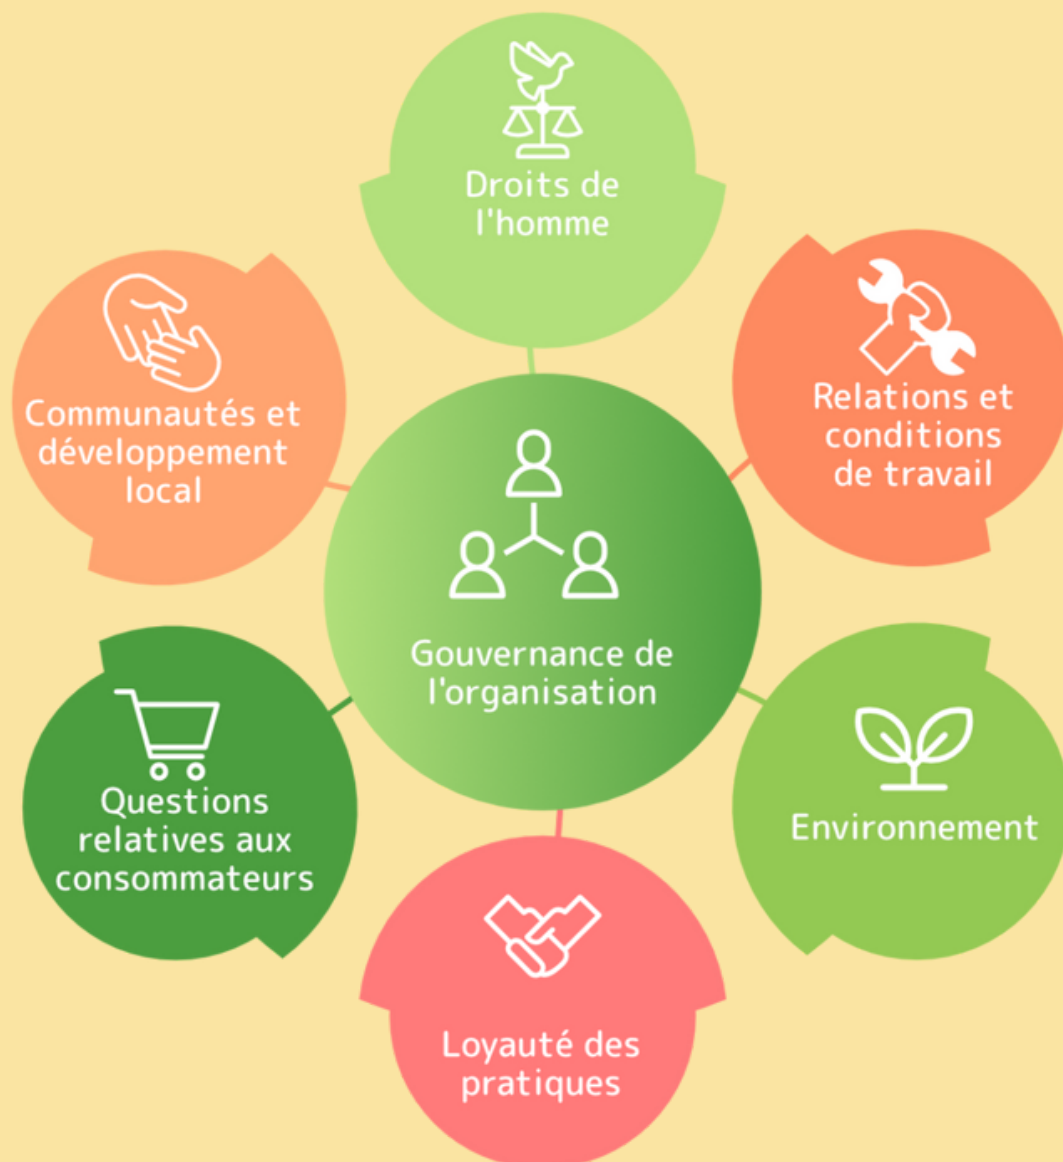 Droits de
l'homme
Relations et
conditions
de travail
Communautés et
développement
local
Gouvernance de
l'organisation
Questions
relatives aux
consommateurs
Environnement
Loyauté des
pratiques